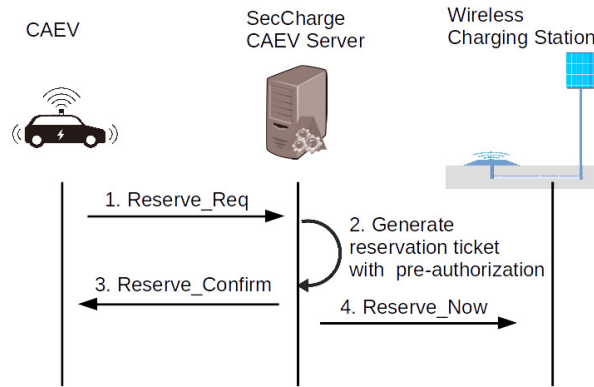 CAEV
SecCharge
CAEV Server
Wireless
Charging Station
1. Reserve_Req
2. Generate
reservation ticket
with pre-authorization
3. Reserve_Confirm
4. Reserve_Now